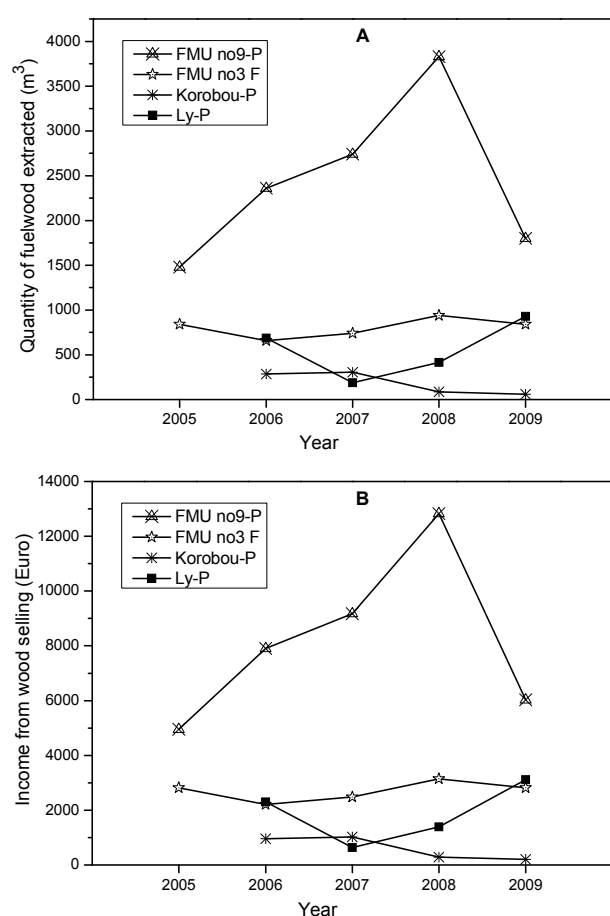 A
FMU no9-P
FMU no3 F
Korobou-P
Ly-P
4000
3500
3000
2500
2000
1500
1000
500
0
Quantity of fuelwood extracted (m³)
2005 2006 2007 2008 2009
Year
B
FMU no9-P
FMU no3 F
Korobou-P
Ly-P
14000
12000
10000
8000
6000
4000
2000
0
Income from wood selling (Euro)
2005 2006 2007 2008 2009
Year